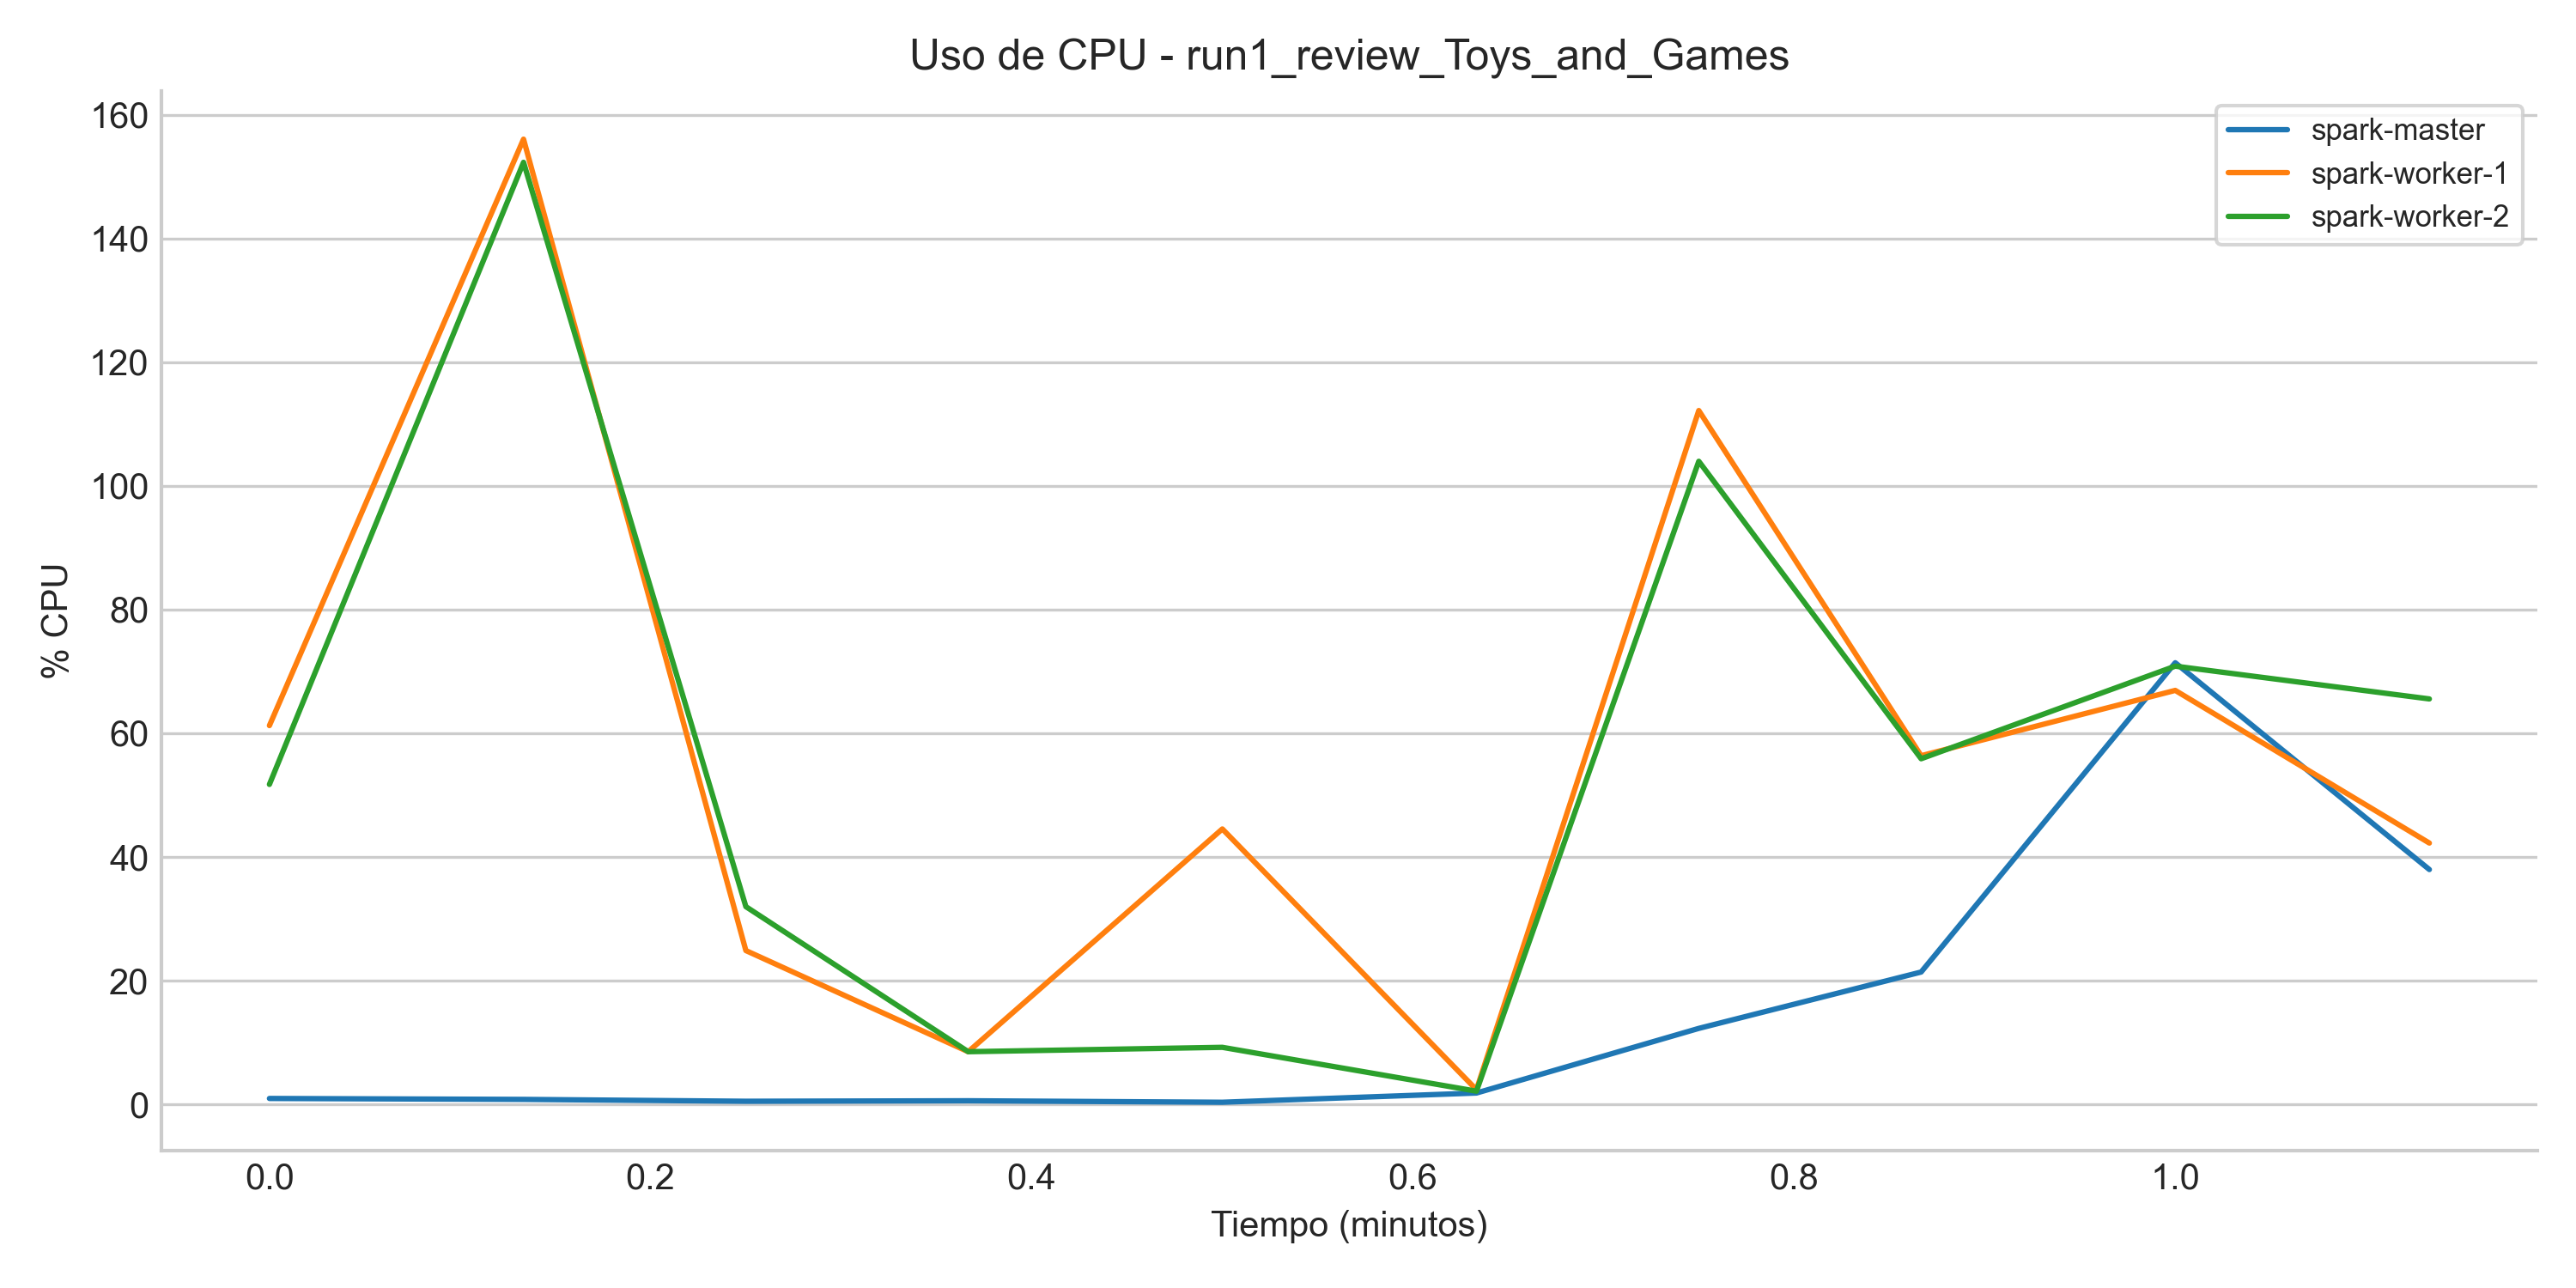 Uso de CPU - run1_review_Toys_and_Games
160
140
120
100
80
60
40
20
0
% CPU
spark-master
spark-worker-1
spark-worker-2
0.0 0.2 0.4 0.6 0.8 1.0
Tiempo (minutos)